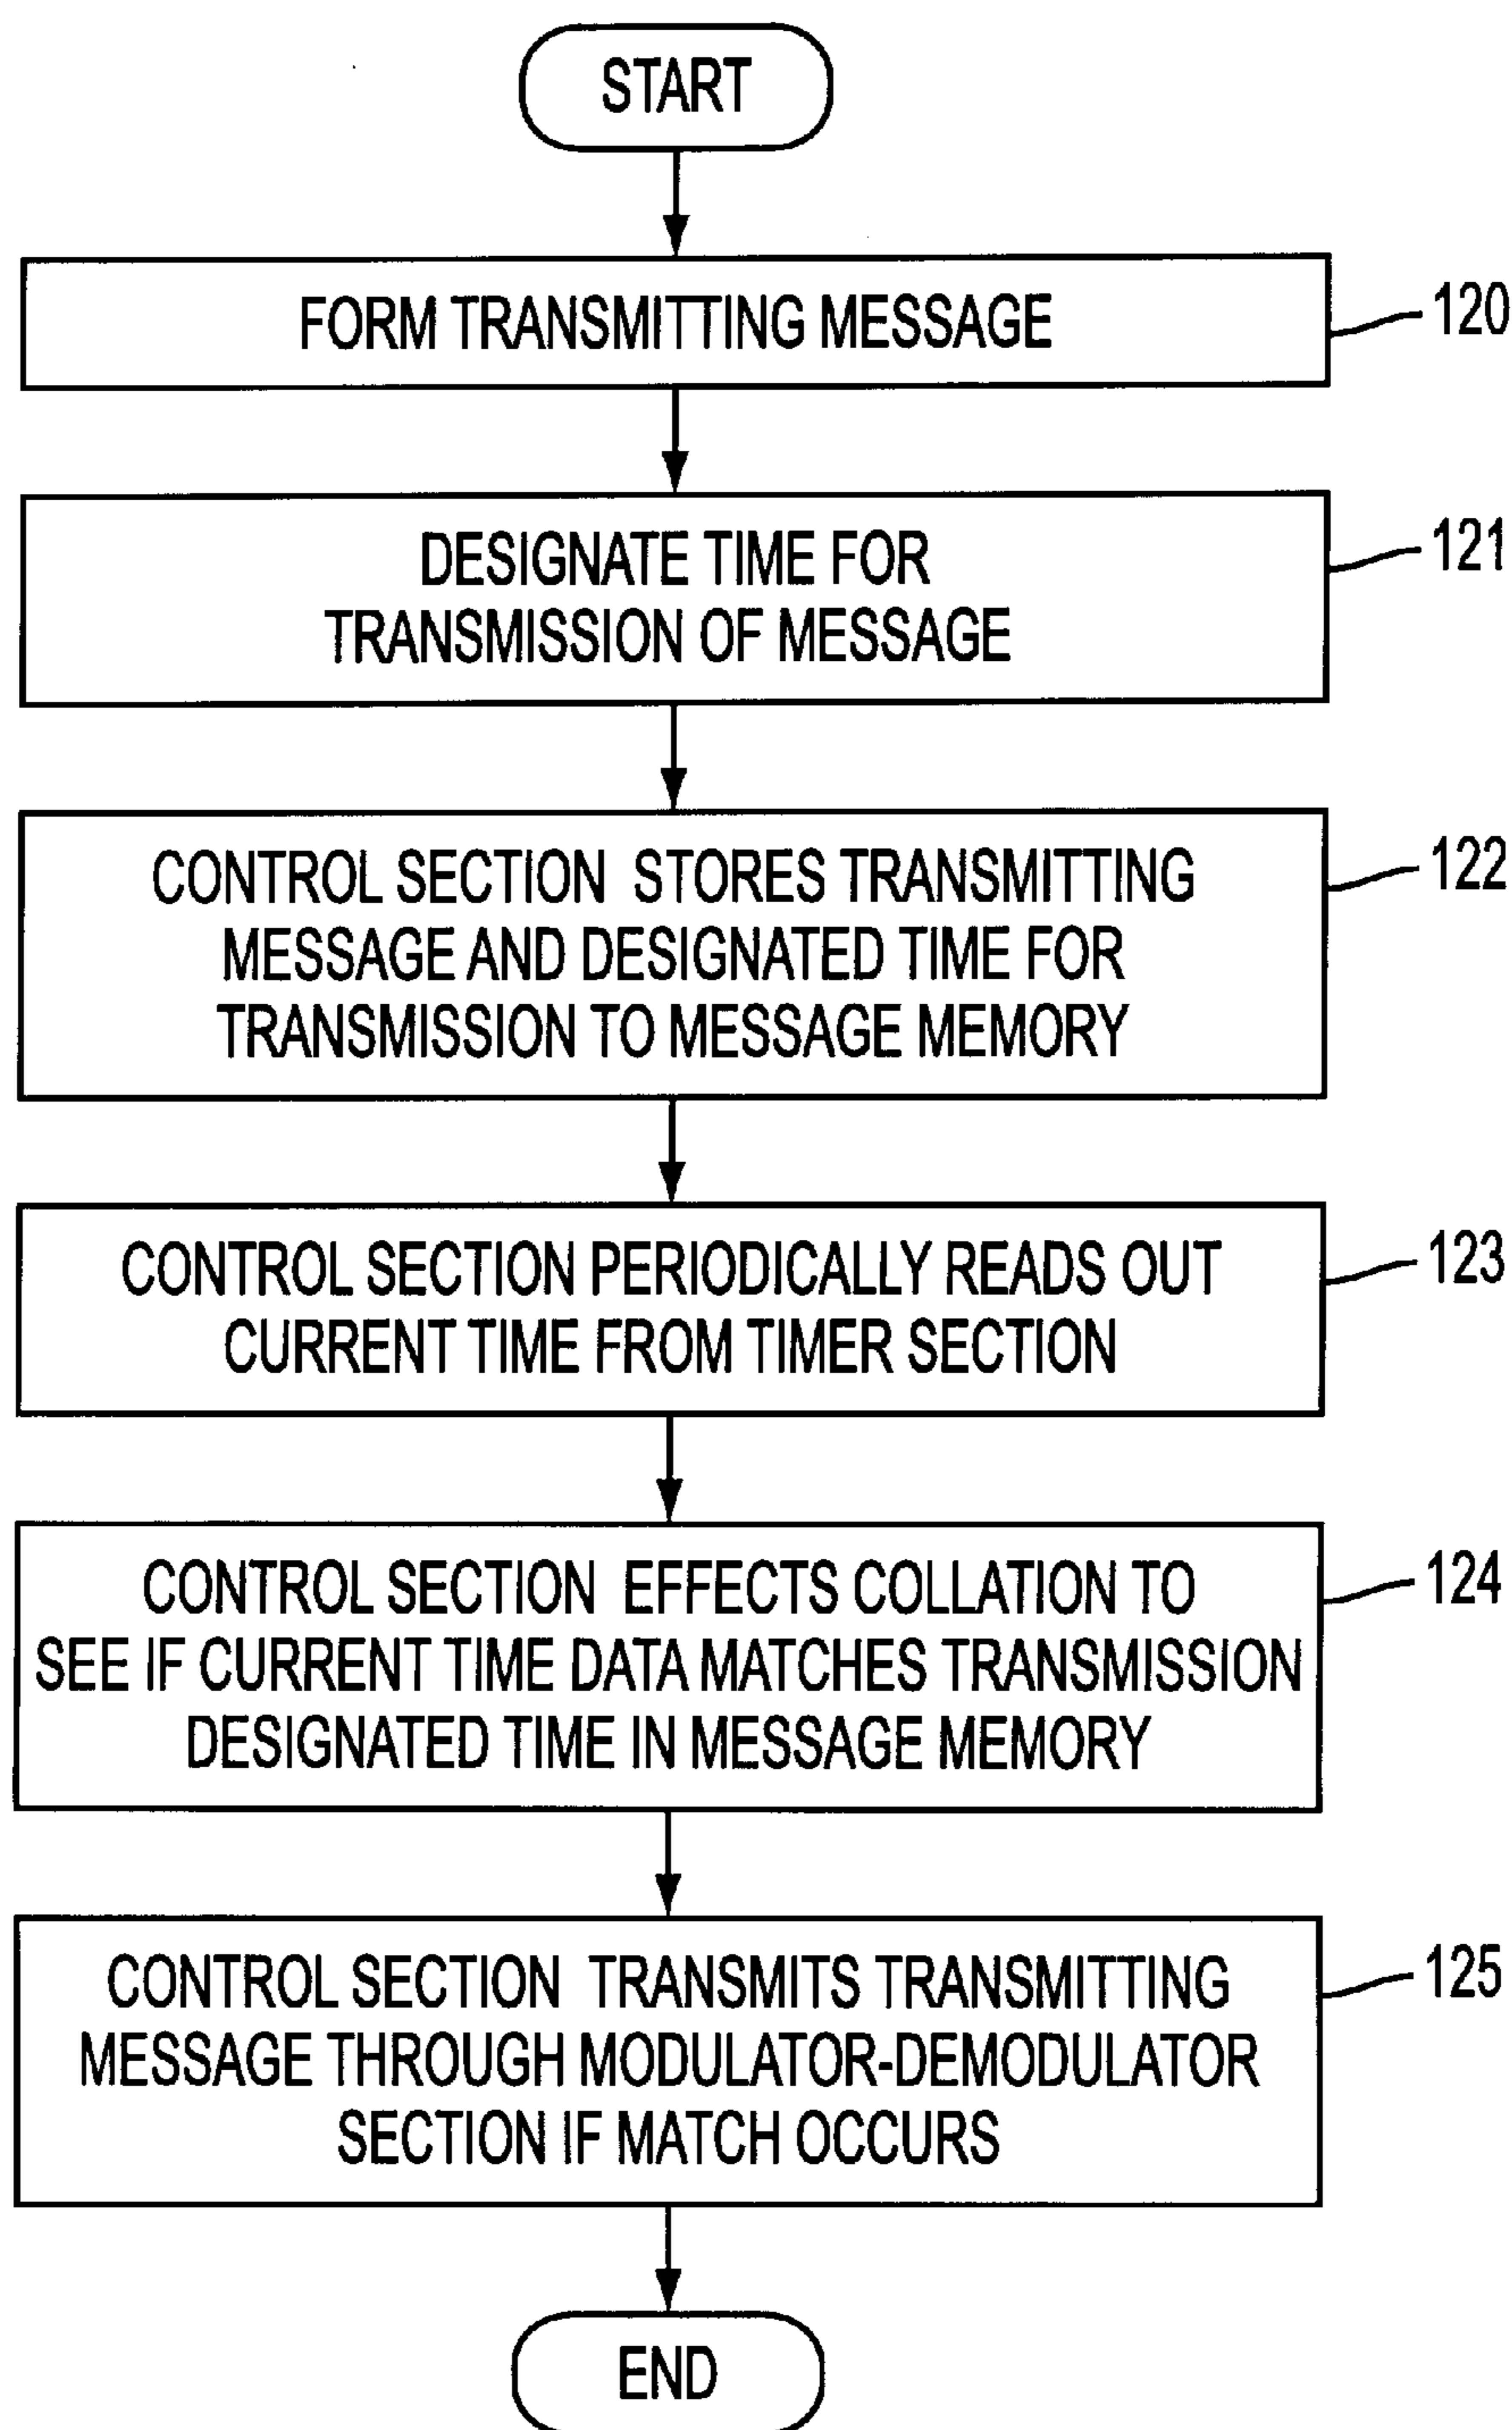 START
FORM TRANSMITTING MESSAGE
120
DESIGNATE TIME FOR
TRANSMISSION OF MESSAGE
121
CONTROL SECTION STORES TRANSMITTING
MESSAGE AND DESIGNATED TIME FOR
TRANSMISSION TO MESSAGE MEMORY
122
CONTROL SECTION PERIODICALLY READS OUT
CURRENT TIME FROM TIMER SECTION
123
CONTROL SECTION EFFECTS COLLATION TO
SEE IF CURRENT TIME DATA MATCHES TRANSMISSION
DESIGNATED TIME IN MESSAGE MEMORY
124
CONTROL SECTION TRANSMITS TRANSMITTING
MESSAGE THROUGH MODULATOR-DEMODULATOR
SECTION IF MATCH OCCURS
125
END